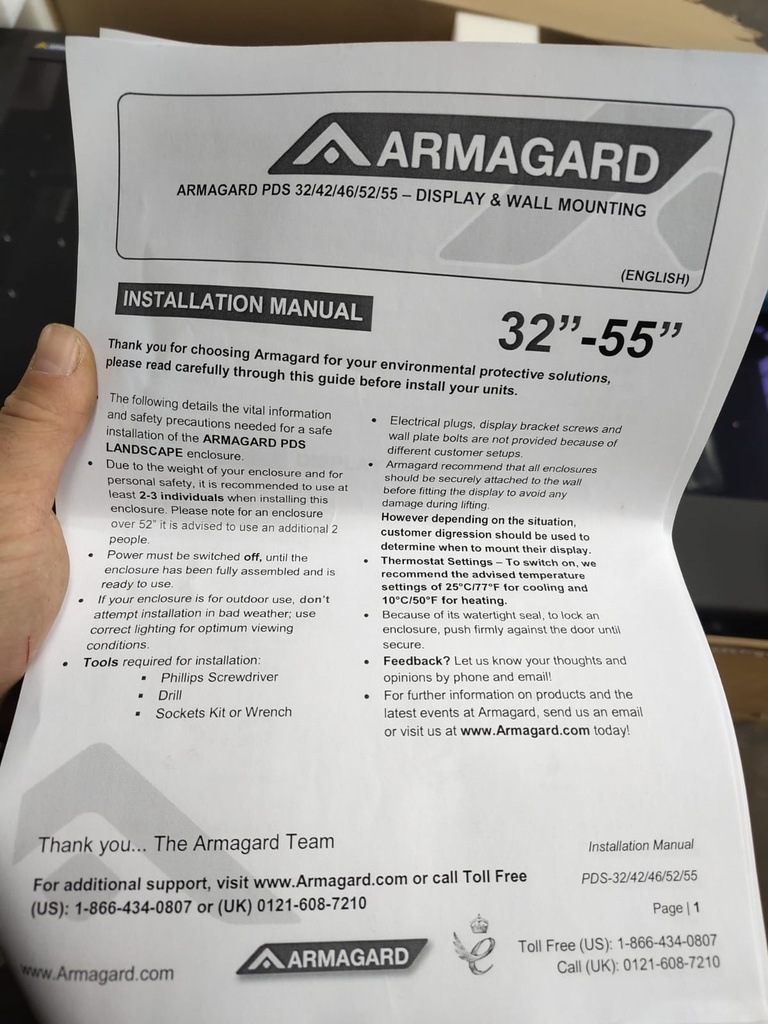 ARMAGARD
ARMAGARD PDS 32/42/46/52/55 – DISPLAY & WALL MOUNTING
(ENGLISH)
INSTALLATION MANUAL
32”-55”
Thank you for choosing Armagard for your environmental protective solutions,
please read carefully through this guide before install your units.
• The following details the vital information
and safety precautions needed for a safe
installation of the ARMAGARD PDS
LANDSCAPE enclosure.
• Due to the weight of your enclosure and for
personal safety, it is recommended to use at
least 2-3 individuals when installing this
enclosure. Please note for an enclosure
over 52” it is advised to use an additional 2
people.
• Power must be switched off, until the
enclosure has been fully assembled and is
ready to use.
• If your enclosure is for outdoor use, don’t
attempt installation in bad weather; use
correct lighting for optimum viewing
conditions.
• Tools required for installation:
▪ Phillips Screwdriver
▪ Drill
▪ Sockets Kit or Wrench
• Electrical plugs, display bracket screws and
wall plate bolts are not provided because of
different customer setups.
• Armagard recommend that all enclosures
should be securely attached to the wall
before fitting the display to avoid any
damage during lifting.
However depending on the situation,
customer digression should be used to
determine when to mount their display.
• Thermostat Settings – To switch on, we
recommend the advised temperature
settings of 25°C/77°F for cooling and
10°C/50°F for heating.
• Because of its watertight seal, to lock an
enclosure, push firmly against the door until
secure.
• Feedback? Let us know your thoughts and
opinions by phone and email!
• For further information on products and the
latest events at Armagard, send us an email
or visit us at www.Armagard.com today!
Thank you... The Armagard Team
For additional support, visit www.Armagard.com or call Toll Free
(US): 1-866-434-0807 or (UK) 0121-608-7210
Installation Manual
PDS-32/42/46/52/55
Page | 1
www.Armagard.com
ARMAGARD
Toll Free (US): 1-866-434-0807
Call (UK): 0121-608-7210